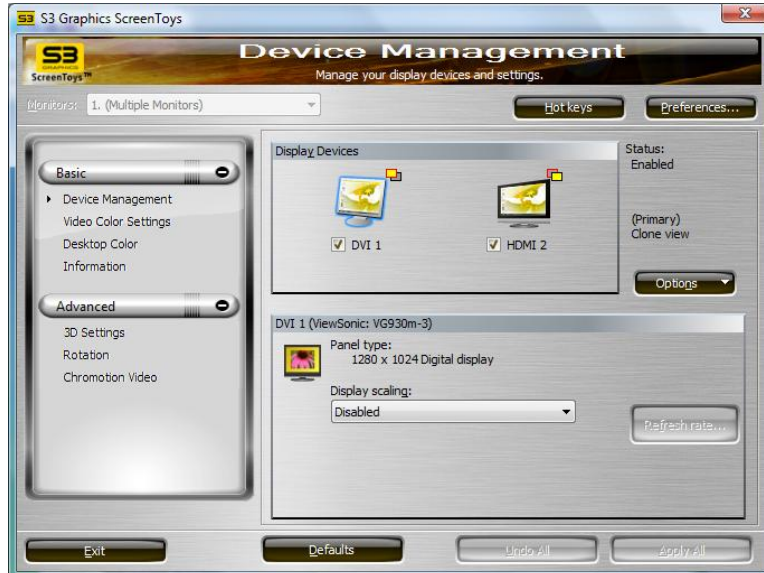 S3 S3 Graphics ScreenToys
S3
GRAPHICS
ScreenToys™
Device Management
Manage your display devices and settings.
Monitors: 1. (Multiple Monitors)
Hot keys
Preferences...
Basic
Device Management
Video Color Settings
Desktop Color
Information
Advanced
3D Settings
Rotation
Chromotion Video
Display Devices
DVI 1
HDMI 2
Status:
Enabled
(Primary)
Clone view
Options
DVI 1 (ViewSonic: VG930m-3)
Panel type:
1280 x 1024 Digital display
Display scaling:
Disabled
Refresh rate...
Exit
Defaults
Undo All
Apply All